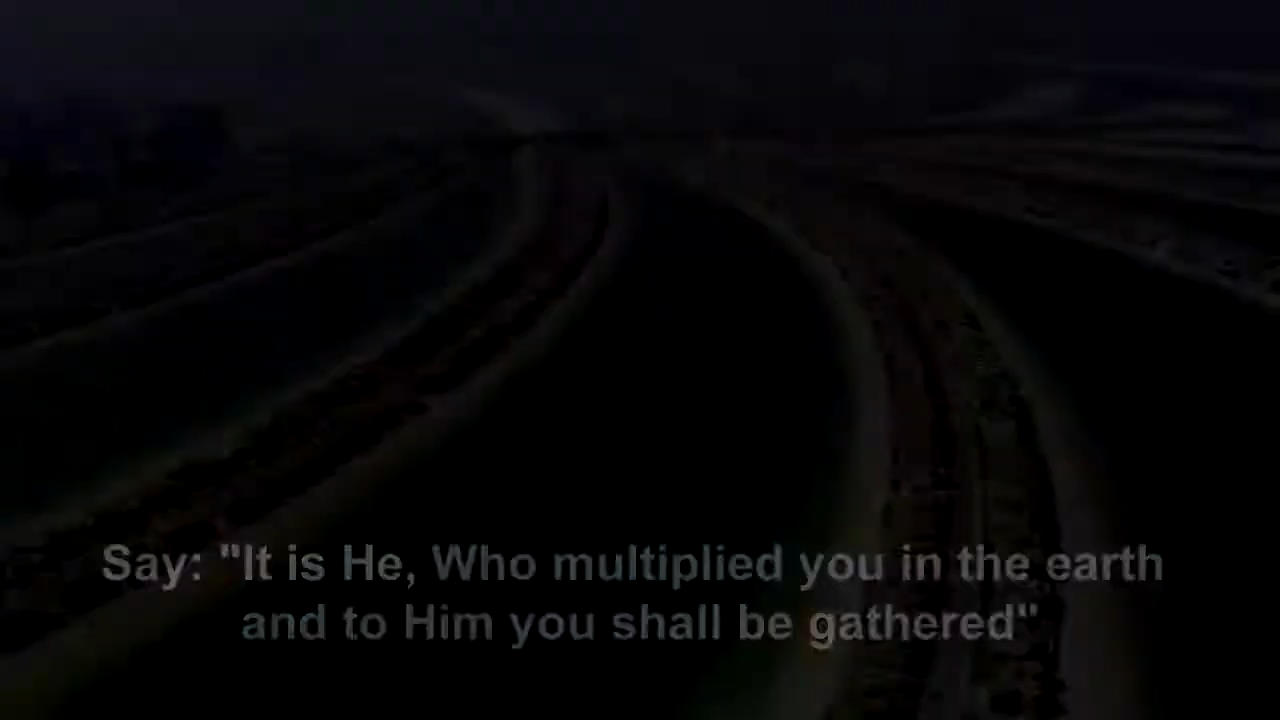 Say: "It is He, Who multiplied you in the earth
and to Him you shall be gathered"